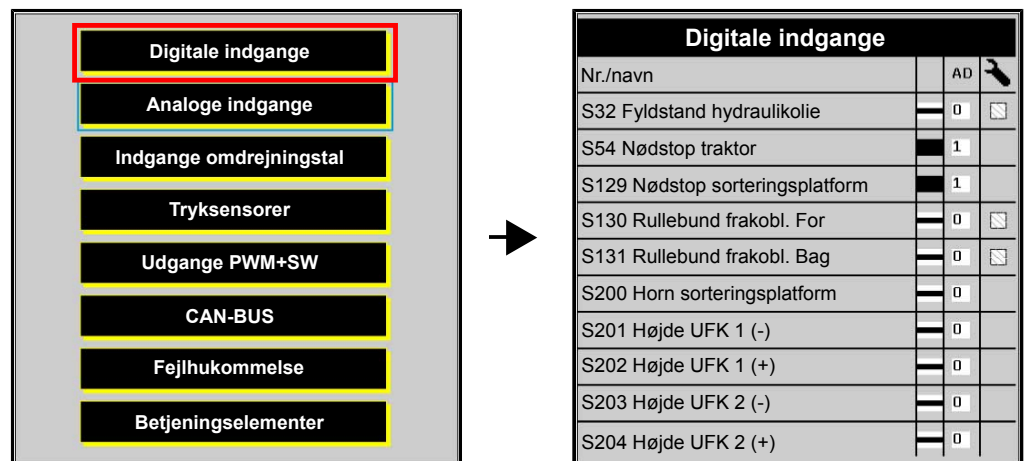 Digitale indgange
Analoge indgange
Indgange omdrejningstal
Tryksensorer
Udgange PWM+SW
CAN-BUS
Fejlhukommelse
Betjeningselementer
Digitale indgange
Nr./navn AD
S32 Fyldstand hydraulikolie 0
S54 Nødstop traktor 1
S129 Nødstop sorteringsplatform 1
S130 Rullebund frakobl. For 0
S131 Rullebund frakobl. Bag 0
S200 Horn sorteringsplatform 0
S201 Højde UFK 1 (-) 0
S202 Højde UFK 1 (+) 0
S203 Højde UFK 2 (-) 0
S204 Højde UFK 2 (+) 0